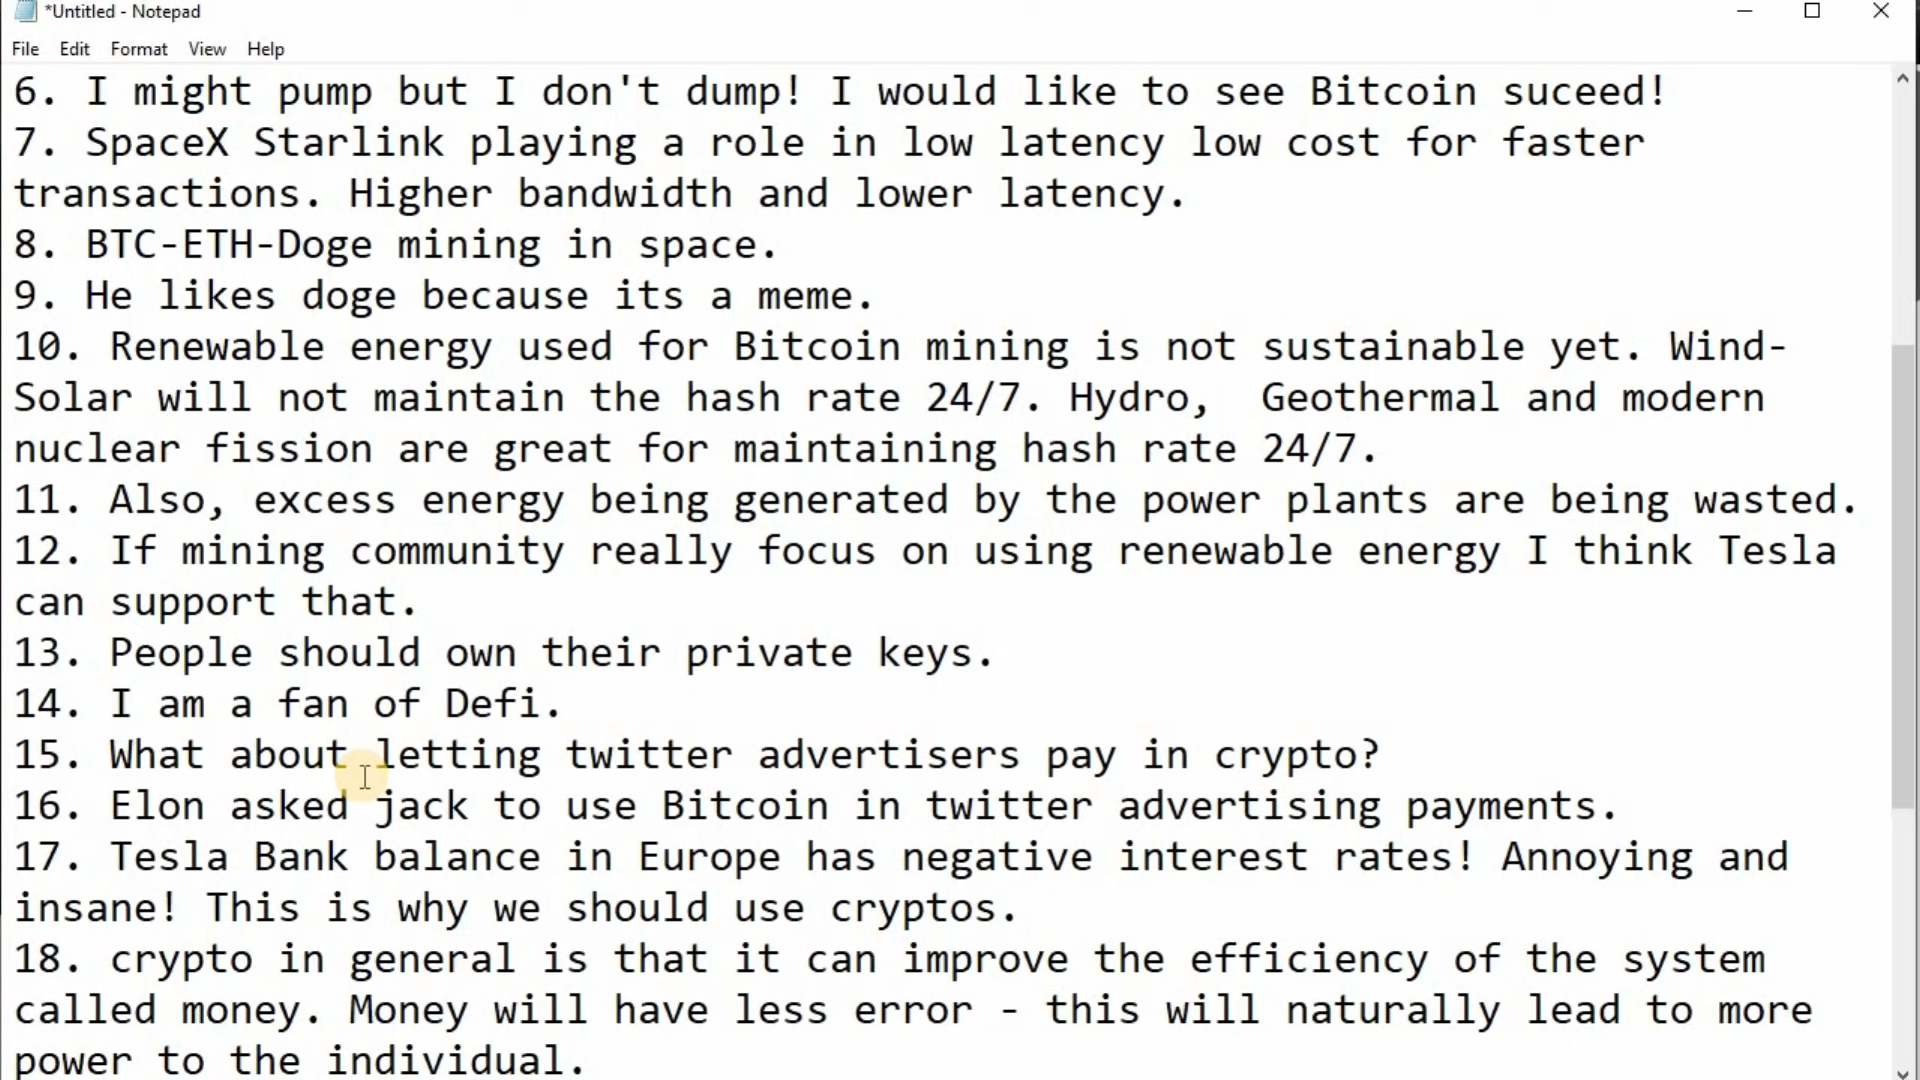 *Untitled - Notepad
File Edit Format View Help
6. I might pump but I don't dump! I would like to see Bitcoin suceed!
7. SpaceX Starlink playing a role in low latency low cost for faster
transactions. Higher bandwidth and lower latency.
8. BTC-ETH-Doge mining in space.
9. He likes doge because its a meme.
10. Renewable energy used for Bitcoin mining is not sustainable yet. Wind-
Solar will not maintain the hash rate 24/7. Hydro,  Geothermal and modern
nuclear fission are great for maintaining hash rate 24/7.
11. Also, excess energy being generated by the power plants are being wasted.
12. If mining community really focus on using renewable energy I think Tesla
can support that.
13. People should own their private keys.
14. I am a fan of Defi.
15. What about letting twitter advertisers pay in crypto?
16. Elon asked jack to use Bitcoin in twitter advertising payments.
17. Tesla Bank balance in Europe has negative interest rates! Annoying and
insane! This is why we should use cryptos.
18. crypto in general is that it can improve the efficiency of the system
called money. Money will have less error - this will naturally lead to more
power to the individual.